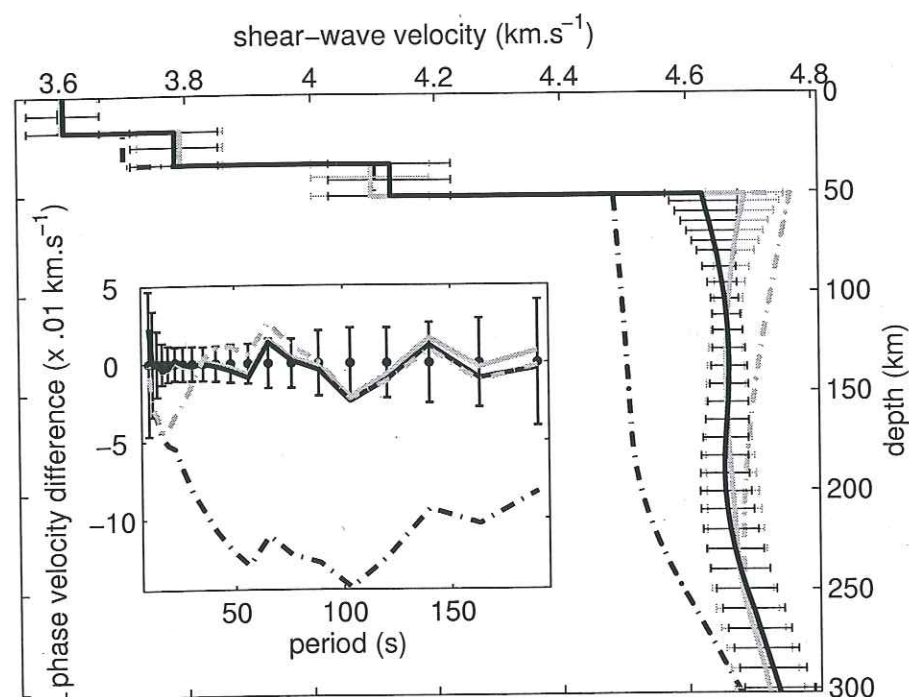 shear-wave velocity (km.s⁻¹)
3.6 3.8 4 4.2 4.4 4.6 4.8
0
50
100
150
200
250
300
depth (km)
phase velocity difference (x .01 km.s⁻¹)
5
0
−5
−10
50 100 150
period (s)